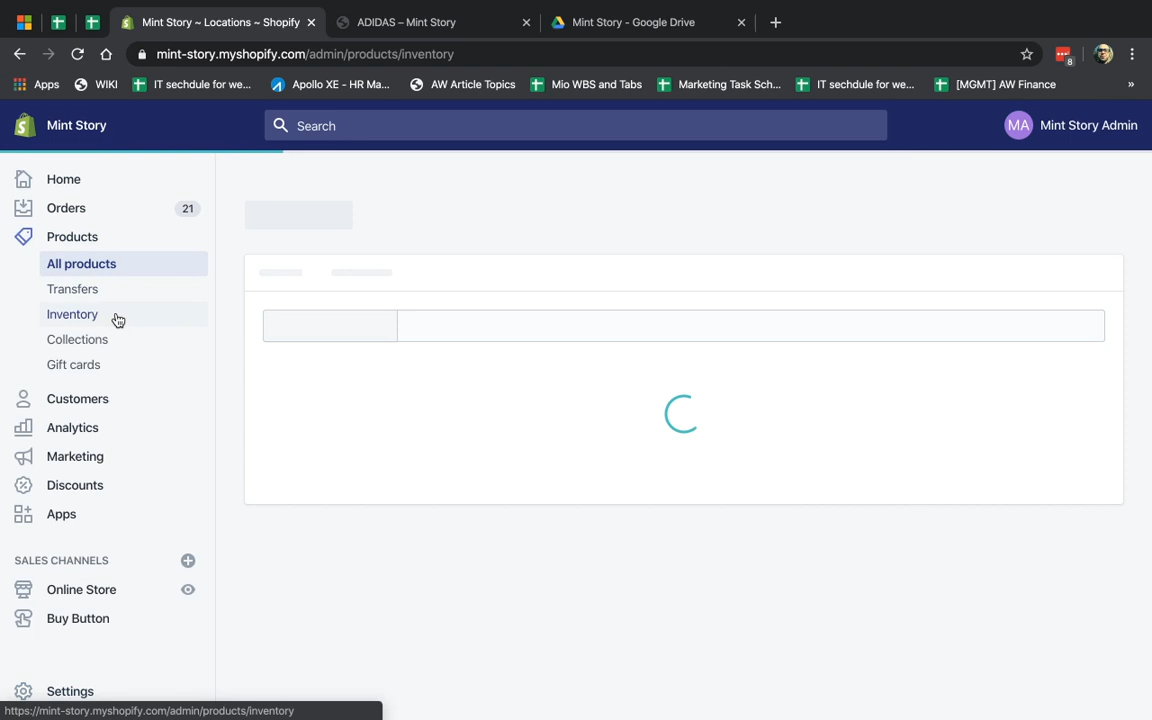 Mint Story ~ Locations ~ Shopify
ADIDAS – Mint Story
Mint Story - Google Drive
mint-story.myshopify.com/admin/products/inventory
8
Apps
WIKI
IT sechdule for we...
Apollo XE - HR Ma...
AW Article Topics
Mio WBS and Tabs
Marketing Task Sch...
IT sechdule for we...
[MGMT] AW Finance
»
Mint Story
Search
MA
Mint Story Admin
Home
Orders
21
Products
All products
Transfers
Inventory
Collections
Gift cards
Customers
Analytics
Marketing
Discounts
Apps
SALES CHANNELS
Online Store
Buy Button
Settings
https://mint-story.myshopify.com/admin/products/inventory